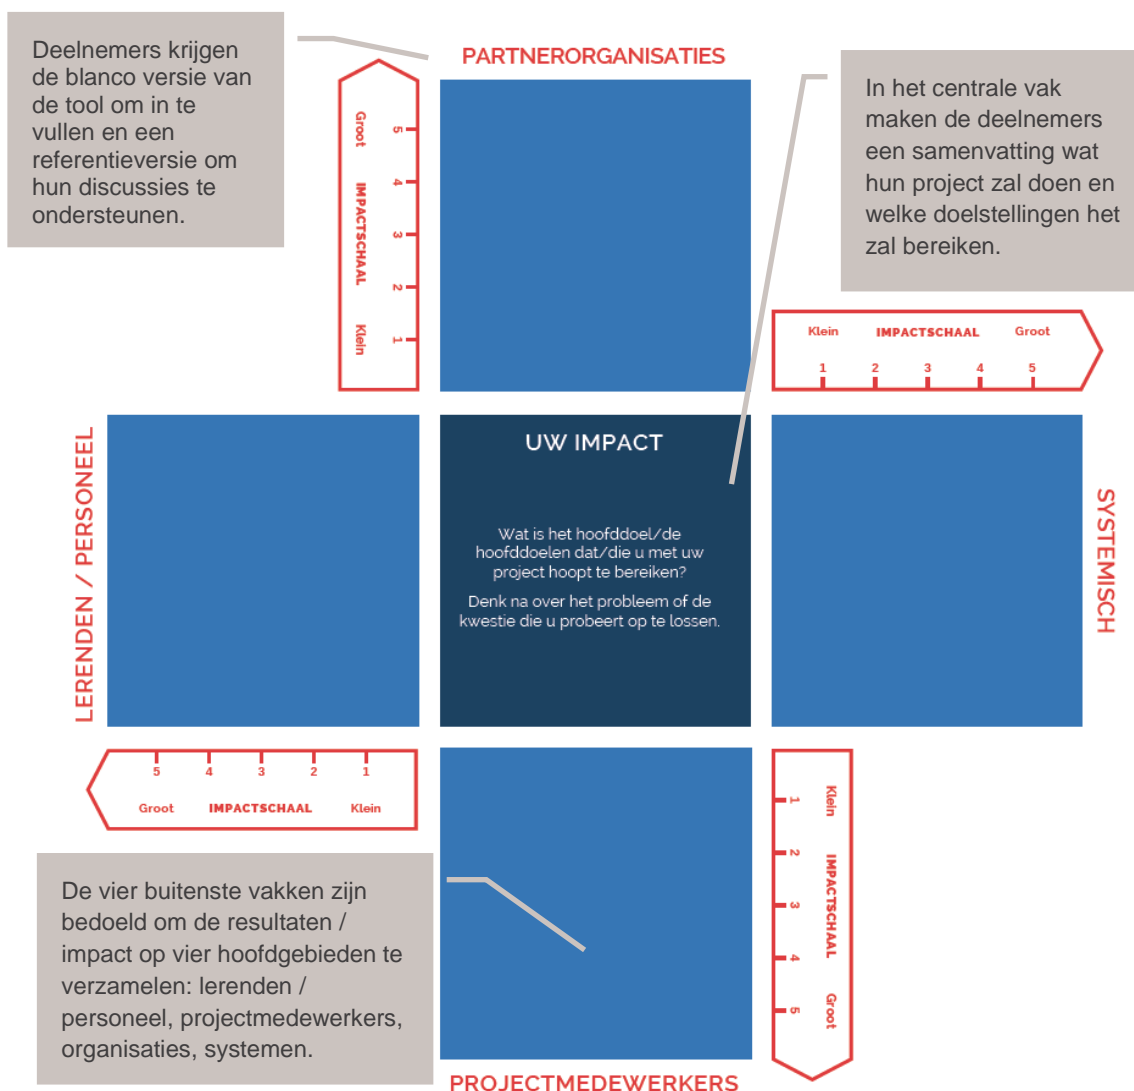 Deelnemers krijgen
de blanco versie van
de tool om in te
vullen en een
referentieversie om
hun discussies te
ondersteunen.
PARTNERORGANISATIES
Groot IMPACTSCHAAL Klein
5 4 3 2 1
In het centrale vak
maken de deelnemers
een samenvatting wat
hun project zal doen en
welke doelstellingen het
zal bereiken.
Klein IMPACTSCHAAL Groot
1 2 3 4 5
LERENDEN / PERSONEEL
UW IMPACT
Wat is het hoofddoel/de
hoofddoelen dat/die u met uw
project hoopt te bereiken?
Denk na over het probleem of de
kwestie die u probeert op te lossen.
SYSTEMISCH
5 4 3 2 1
Groot IMPACTSCHAAL Klein
Klein IMPACTSCHAAL Groot
1 2 3 4 5
De vier buitenste vakken zijn
bedoeld om de resultaten /
impact op vier hoofdgebieden te
verzamelen: lerenden /
personeel, projectmedewerkers,
organisaties, systemen.
PROJECTMEDEWERKERS